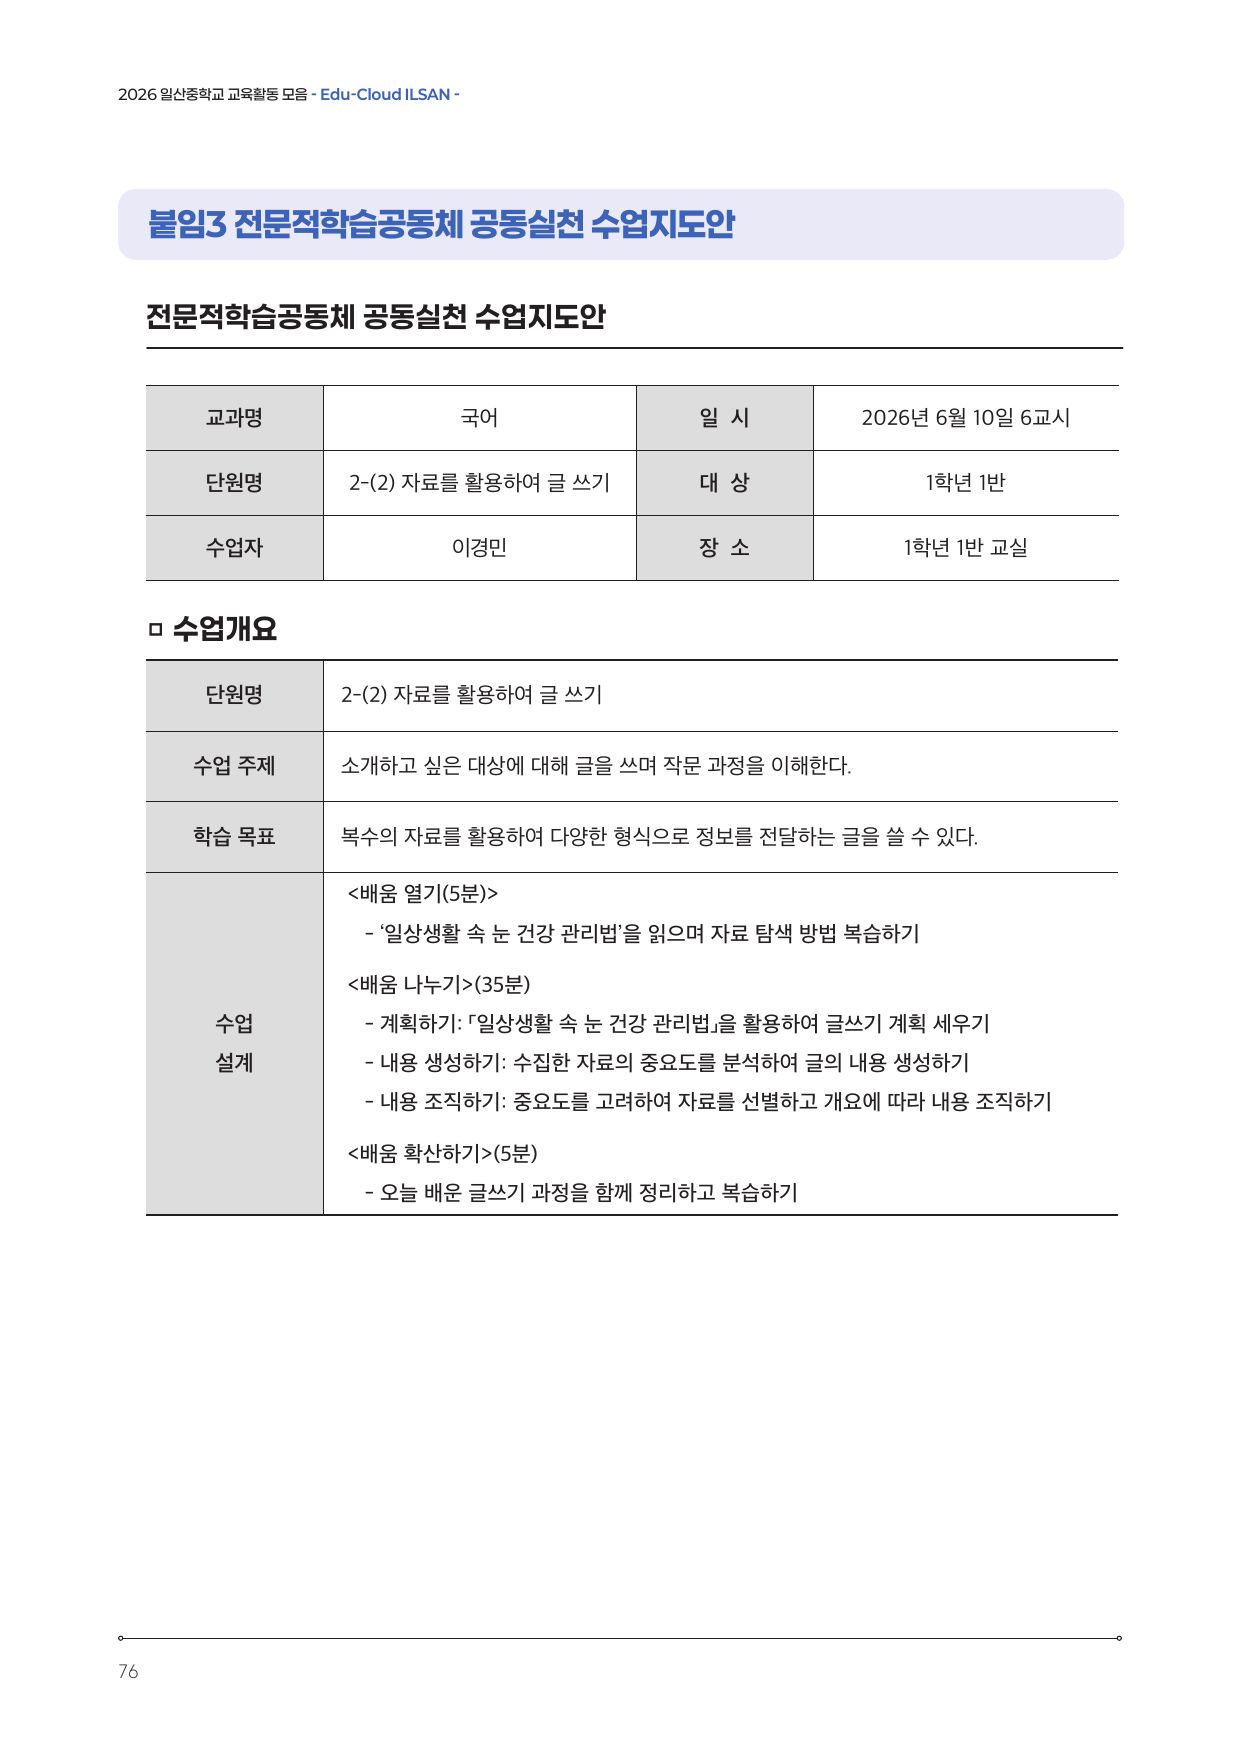 2026 일산중학교 교육활동 모음 - Edu-Cloud ILSAN -
붙임3 전문적학습공동체 공동실천 수업지도안
전문적학습공동체 공동실천 수업지도안
교과명 국어 일 시 2026년 6월 10일 6교시
단원명 2-(2) 자료를 활용하여 글 쓰기 대 상 1학년 1반
수업자 이경민 장 소 1학년 1반 교실
ㅁ 수업개요
단원명 2-(2) 자료를 활용하여 글 쓰기
수업 주제 소개하고 싶은 대상에 대해 글을 쓰며 작문 과정을 이해한다.
학습 목표 복수의 자료를 활용하여 다양한 형식으로 정보를 전달하는 글을 쓸 수 있다.
수업
설계
<배움 열기(5분)>
- ‘일상생활 속 눈 건강 관리법’을 읽으며 자료 탐색 방법 복습하기
<배움 나누기>(35분)
- 계획하기: 「일상생활 속 눈 건강 관리법」을 활용하여 글쓰기 계획 세우기
- 내용 생성하기: 수집한 자료의 중요도를 분석하여 글의 내용 생성하기
- 내용 조직하기: 중요도를 고려하여 자료를 선별하고 개요에 따라 내용 조직하기
<배움 확산하기>(5분)
- 오늘 배운 글쓰기 과정을 함께 정리하고 복습하기
76